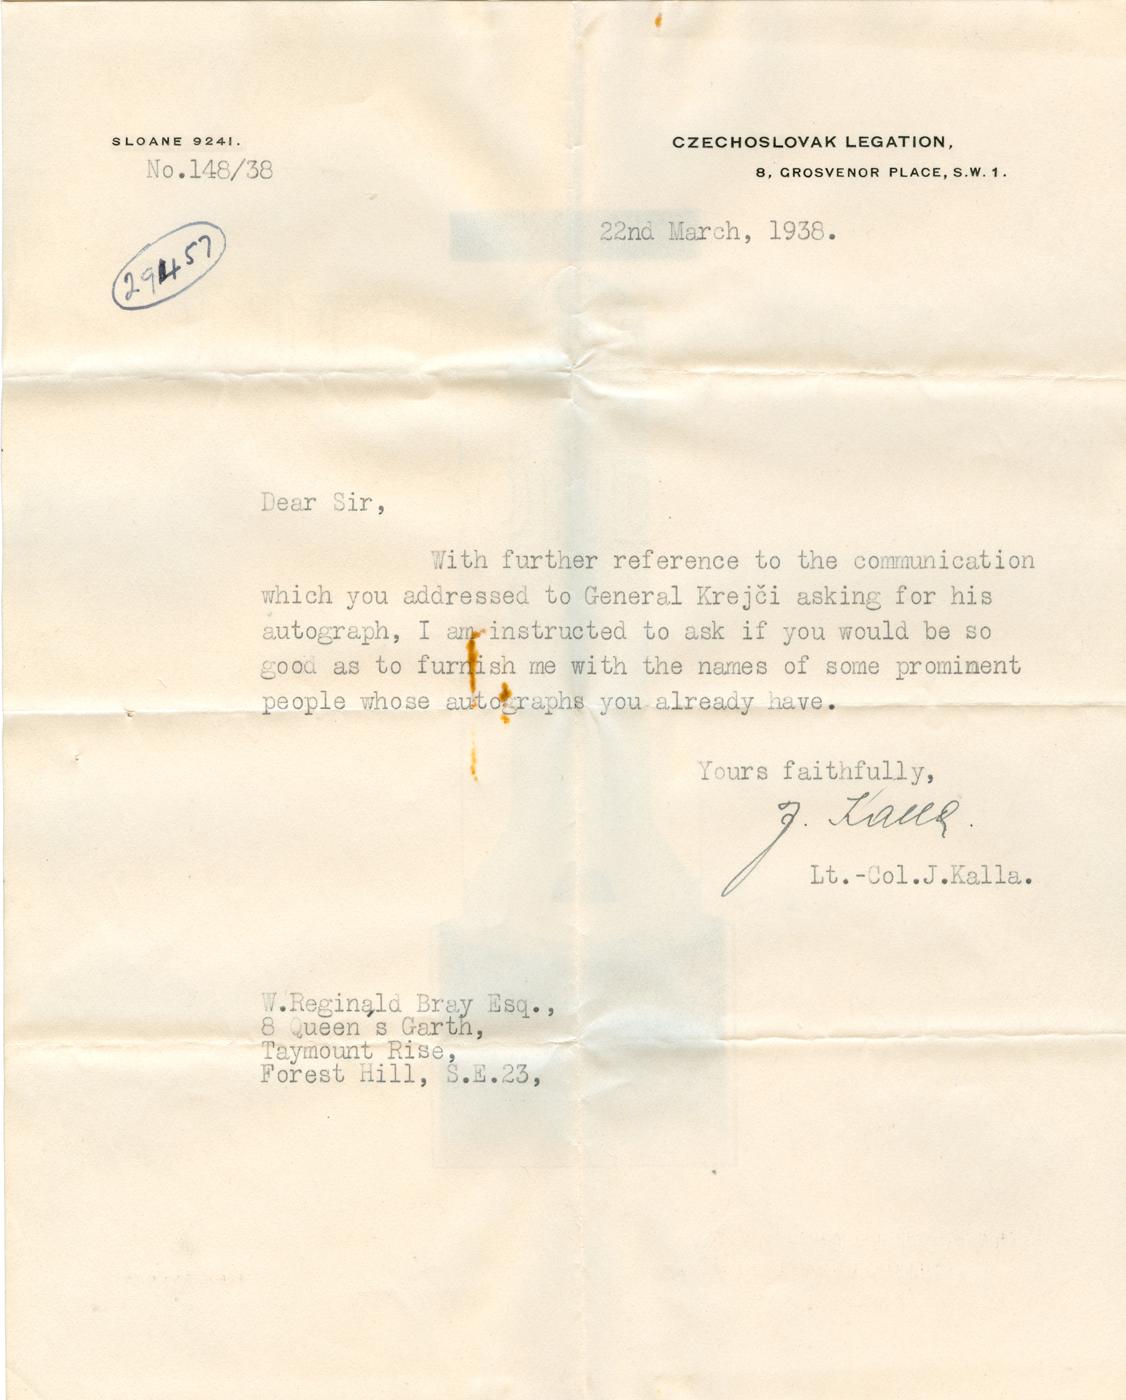 SLOANE 9241.
No.148/38
CZECHOSLOVAK LEGATION,
8, GROSVENOR PLACE, S.W. 1.
22nd March, 1938.
29457
Dear Sir,
With further reference to the communication
which you addressed to General Krejči asking for his
autograph, I am instructed to ask if you would be so
good as to furnish me with the names of some prominent
people whose autographs you already have.
Yours faithfully,
J. Kalla.
Lt.-Col.J.Kalla.
W.Reginald Bray Esq.,
8 Queen s Garth,
Taymount Rise,
Forest Hill, S.E.23,